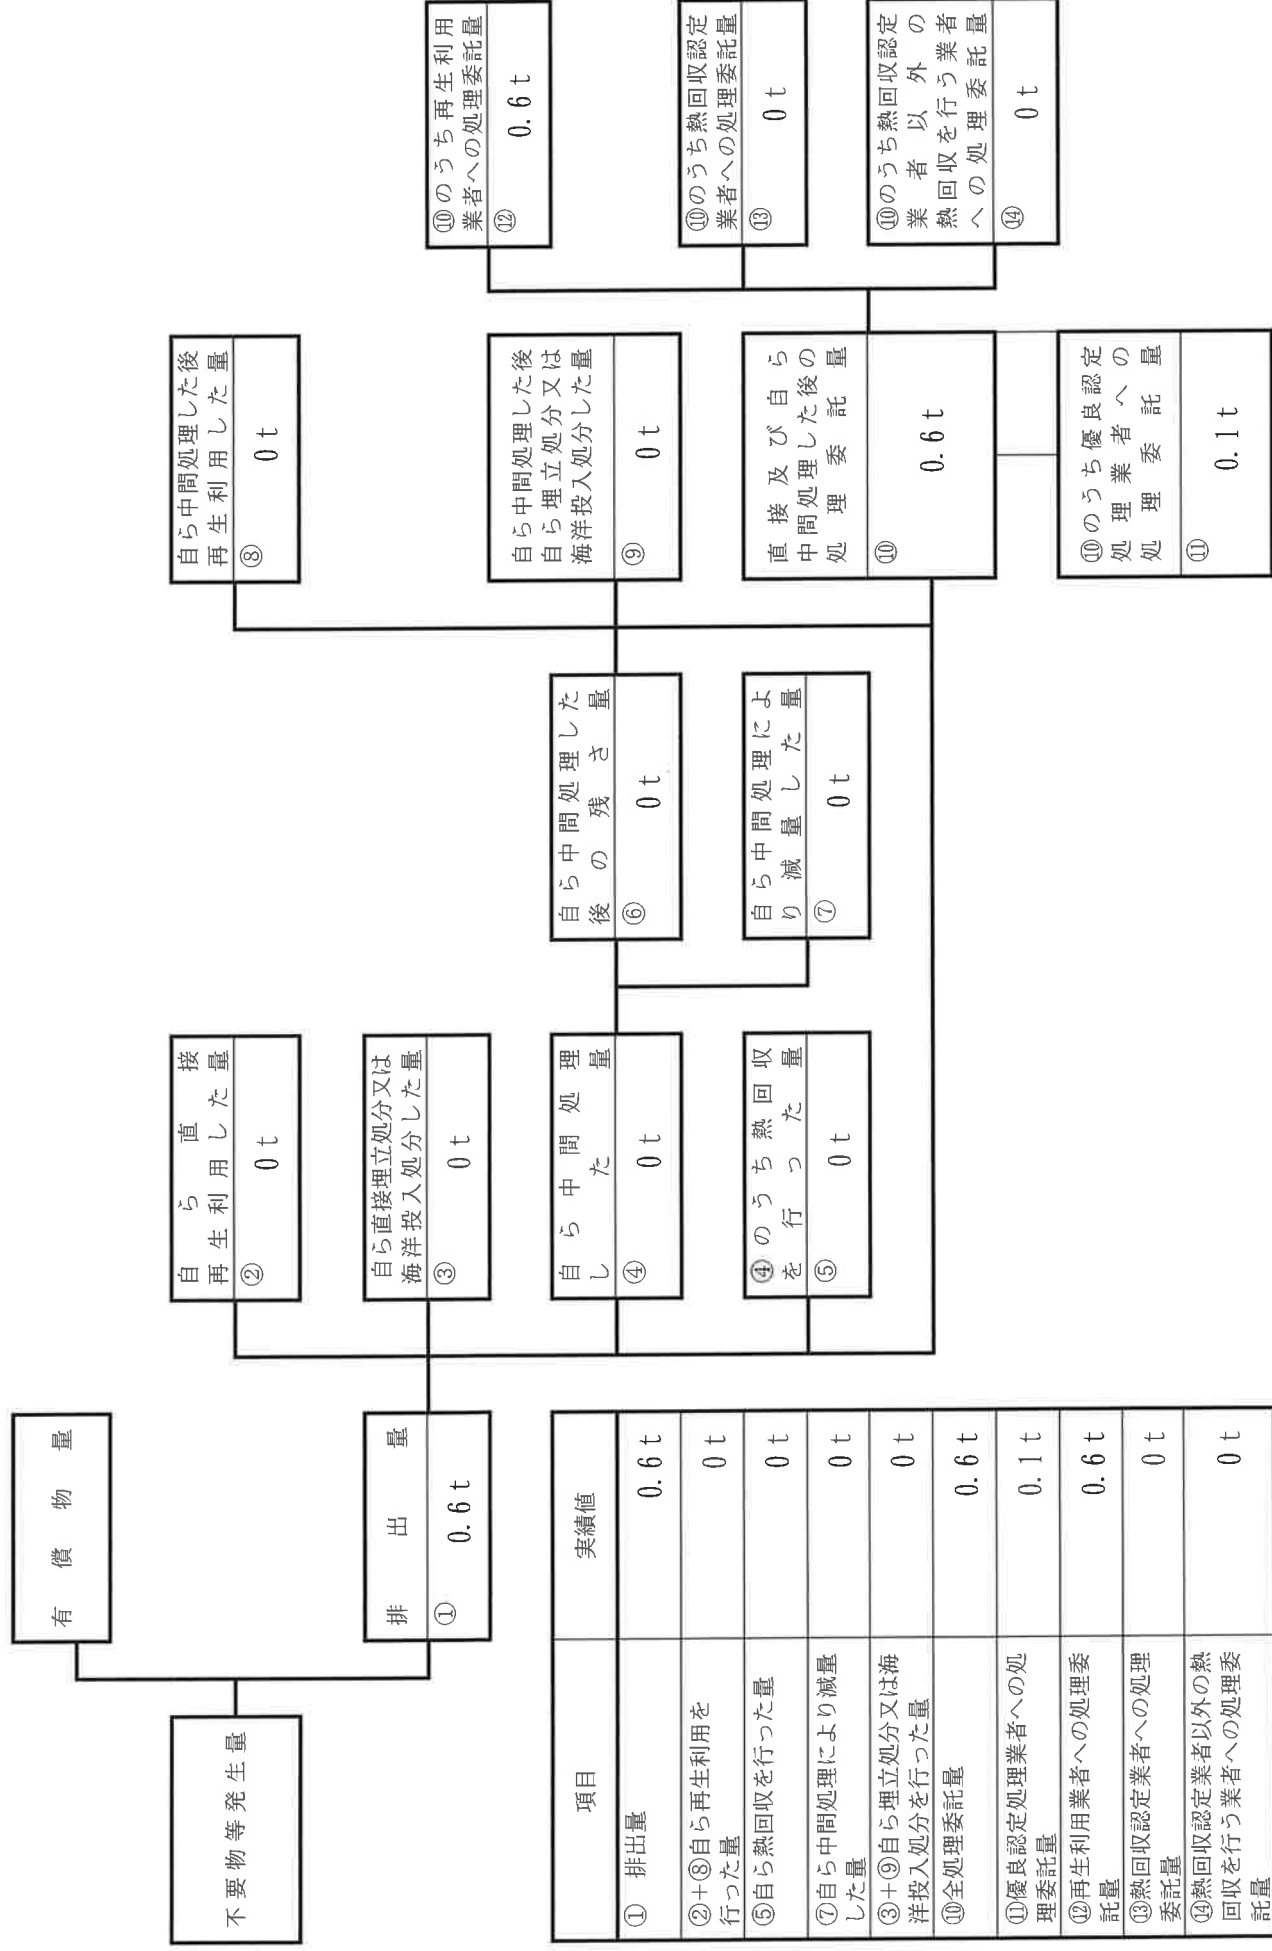 不要物等発生量
有償物量
排出量
①
0.6t
自ら直接
再生利用した量
②
0t
自ら直接埋立処分又は
海洋投入処分した量
③
0t
自ら中間処理
した量
④
0t
④のうち熱回収
を行った量
⑤
0t
自ら中間処理した
後の残さ量
⑥
0t
自ら中間処理によ
り減量した量
⑦
0t
自ら中間処理した後
再生利用した量
⑧
0t
自ら中間処理した後
自ら埋立処分又は
海洋投入処分した量
⑨
0t
直接及び自ら
中間処理した後の
処理委託量
⑩
0.6t
⑩のうち優良認定
処理業者への
処理委託量
⑪
0.1t
⑩のうち再生利用
業者への処理委託量
⑫
0.6t
⑩のうち熱回収認定
業者への処理委託量
⑬
0t
⑩のうち熱回収認定
業者以外の
熱回収を行う業者
への処理委託量
⑭
0t
項目 実績値
① 排出量 0.6t
②+⑧自ら再生利用を
行った量 0t
⑤自ら熱回収を行った量 0t
⑦自ら中間処理により減量
した量 0t
③+⑨自ら埋立処分又は海
洋投入処分を行った量 0t
⑩全処理委託量 0.6t
⑪優良認定処理業者への処
理委託量 0.1t
⑫再生利用業者への処理委
託量 0.6t
⑬熱回収認定業者への処理
委託量 0t
⑭熱回収認定業者以外の熱
回収を行う業者への処理委
託量 0t